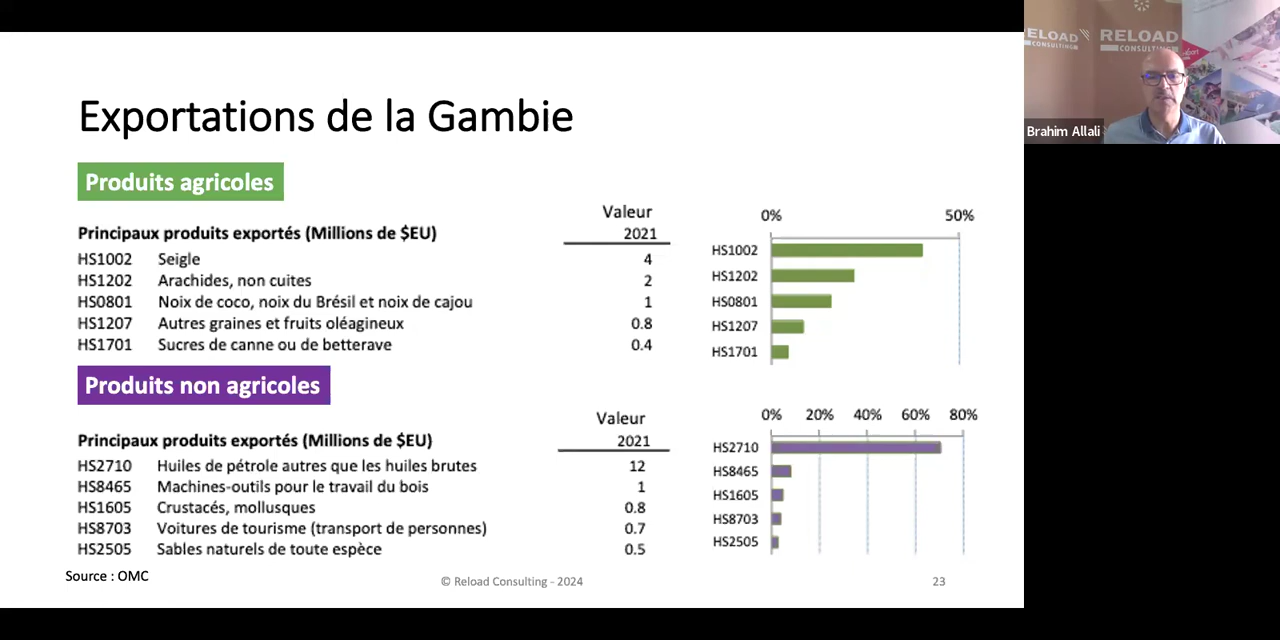 Exportations de la Gambie
Produits agricoles
Valeur
Principaux produits exportés (Millions de $EU) 2021
HS1002 Seigle 4
HS1202 Arachides, non cuites 2
HS0801 Noix de coco, noix du Brésil et noix de cajou 1
HS1207 Autres graines et fruits oléagineux 0.8
HS1701 Sucres de canne ou de betterave 0.4
0% 50%
HS1002
HS1202
HS0801
HS1207
HS1701
Produits non agricoles
Valeur
Principaux produits exportés (Millions de $EU) 2021
HS2710 Huiles de pétrole autres que les huiles brutes 12
HS8465 Machines-outils pour le travail du bois 1
HS1605 Crustacés, mollusques 0.8
HS8703 Voitures de tourisme (transport de personnes) 0.7
HS2505 Sables naturels de toute espèce 0.5
0% 20% 40% 60% 80%
HS2710
HS8465
HS1605
HS8703
HS2505
Source : OMC
© Reload Consulting - 2024
23
ELOAD
CONSULTING
RELOAD
CONSULTING
Brahim Allali